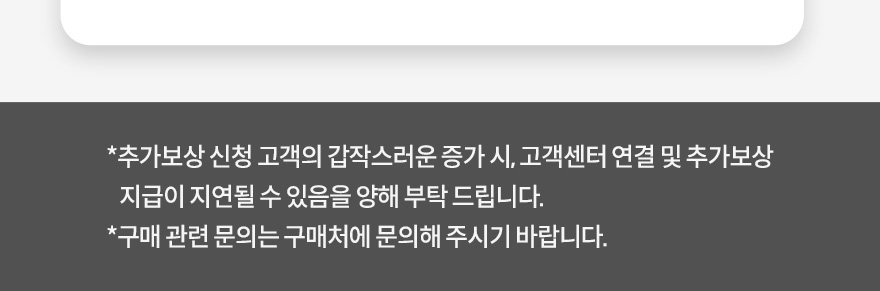 *추가보상 신청 고객의 갑작스러운 증가 시, 고객센터 연결 및 추가보상
지급이 지연될 수 있음을 양해 부탁 드립니다.
*구매 관련 문의는 구매처에 문의해 주시기 바랍니다.